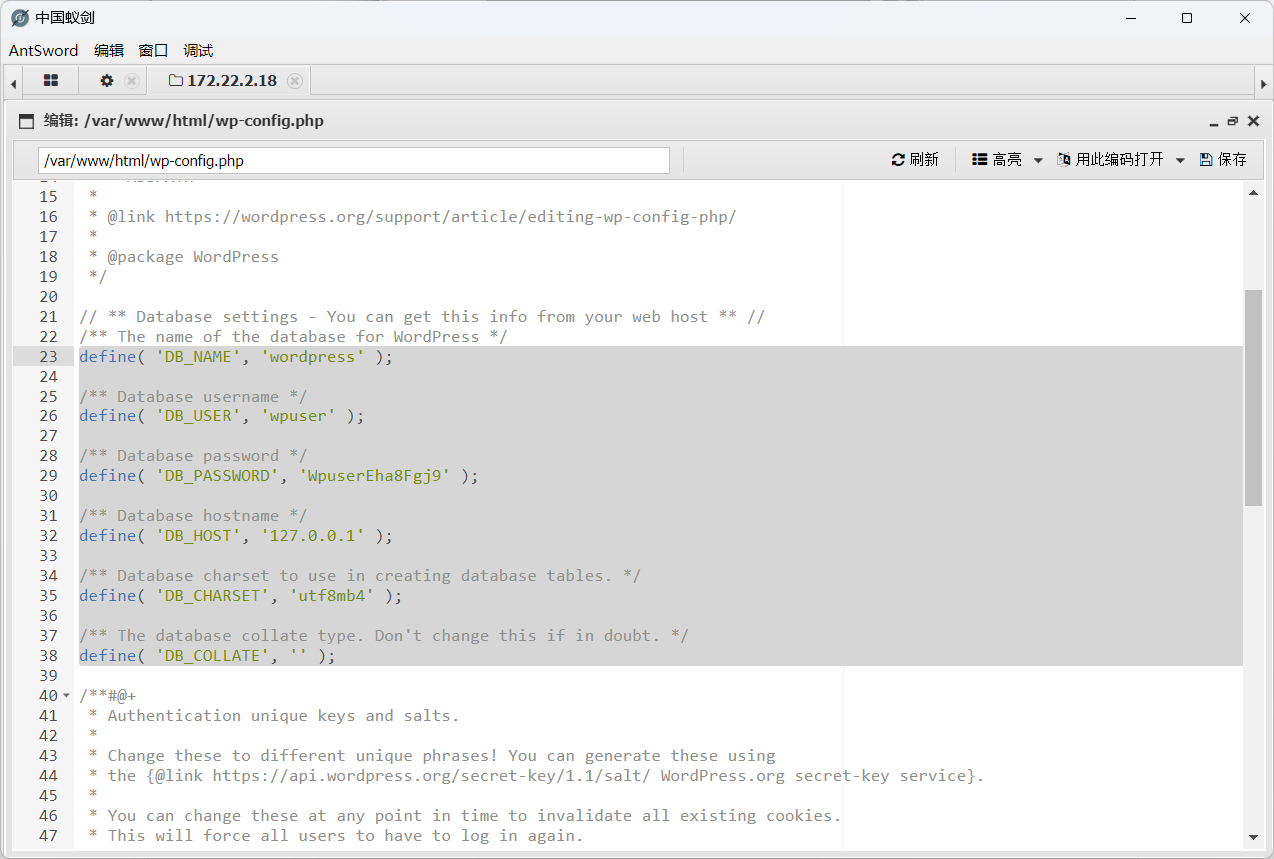 中国蚁剑
AntSword 编辑 窗口 调试
172.22.2.18
编辑: /var/www/html/wp-config.php
/var/www/html/wp-config.php 刷新 高亮 用此编码打开 保存
15 *
16 * @link https://wordpress.org/support/article/editing-wp-config-php/
17 *
18 * @package WordPress
19 */
20
21 // ** Database settings - You can get this info from your web host ** //
22 /** The name of the database for WordPress */
23 define( 'DB_NAME', 'wordpress' );
24
25 /** Database username */
26 define( 'DB_USER', 'wpuser' );
27
28 /** Database password */
29 define( 'DB_PASSWORD', 'WpuserEha8Fgj9' );
30
31 /** Database hostname */
32 define( 'DB_HOST', '127.0.0.1' );
33
34 /** Database charset to use in creating database tables. */
35 define( 'DB_CHARSET', 'utf8mb4' );
36
37 /** The database collate type. Don't change this if in doubt. */
38 define( 'DB_COLLATE', '' );
39
40 /**#@+
41 * Authentication unique keys and salts.
42 *
43 * Change these to different unique phrases! You can generate these using
44 * the {@link https://api.wordpress.org/secret-key/1.1/salt/ WordPress.org secret-key service}.
45 *
46 * You can change these at any point in time to invalidate all existing cookies.
47 * This will force all users to have to log in again.